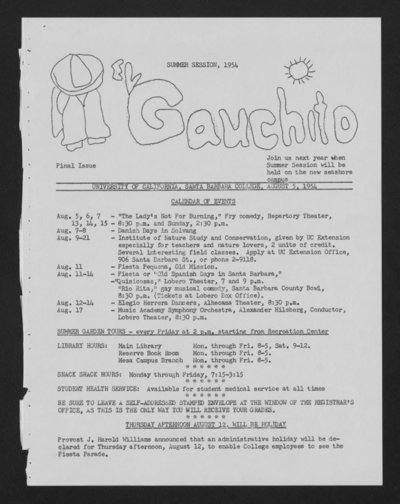 SUMMER SESSION, 1954
El Gauchito
Final Issue
Join us next year when
Summer Session will be
held on the new seashore
campus
UNIVERSITY OF CALIFORNIA, SANTA BARBARA COLLEGE, AUGUST 5, 1954
CALENDAR OF EVENTS
Aug. 5, 6, 7 - "The Lady's Not For Burning," Fry comedy, Repertory Theater,
13, 14, 15 - 8:30 p.m. and Sunday, 2:30 p.m.
Aug. 7-8 - Danish Days in Solvang
Aug. 9-21 - Institute of Nature Study and Conservation, given by UC Extension
especially for teachers and nature lovers, 2 units of credit.
Several interesting field classes. Apply at UC Extension Office,
906 Santa Barbara St., or phone 2-9118.
Aug. 11 - Fiesta Pequena, Old Mission.
Aug. 11-14 - Fiesta or "Old Spanish Days in Santa Barbara,"
-"Quisicosas," Lobero Theater, 7 and 9 p.m.
"Rio Rita," gay musical comedy, Santa Barbara County Bowl,
8:30 p.m. (Tickets at Lobero Box Office).
Aug. 12-14 - Elegio Herrera Dancers, Alhecama Theater, 8:30 p.m.
Aug. 17 - Music Academy Symphony Orchestra, Alexander Hilsberg, Conductor,
Lobero Theater, 8:30 p.m.
SUMMER GARDEN TOURS - every Friday at 2 p.m. starting from Recreation Center
LIBRARY HOURS: Main Library Mon. through Fri. 8-5, Sat. 9-12.
Reserve Book Room Mon. through Fri. 8-5.
Mesa Campus Branch Mon. through Fri. 8-5.
* * * * * *
SNACK SHACK HOURS: Monday through Friday, 7:15-3:15
* * * * * *
STUDENT HEALTH SERVICE: Available for student medical service at all times
* * * * * *
BE SURE TO LEAVE A SELF-ADDRESSED STAMPED ENVELOPE AT THE WINDOW OF THE REGISTRAR'S
OFFICE, AS THIS IS THE ONLY WAY YOU WILL RECEIVE YOUR GRADES.
* * * * * *
THURSDAY AFTERNOON AUGUST 12, WILL BE HOLIDAY
Provost J. Harold Williams announced that an administrative holiday will be de-
clared for Thursday afternoon, August 12, to enable College employees to see the
Fiesta Parade.